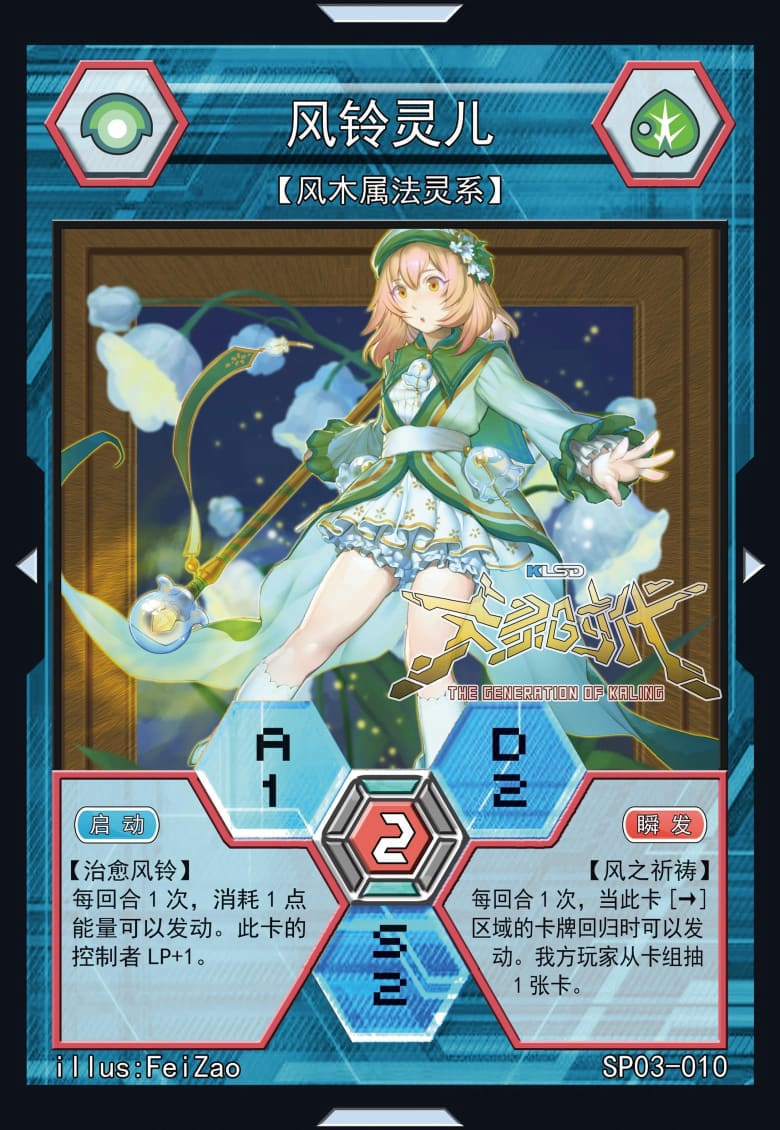 风铃灵儿
【风木属法灵系】
KLSD
THE GENERATION OF KALING
A
1
D
2
2
S
2
启动
【治愈风铃】
每回合1次，消耗1点
能量可以发动。此卡的
控制者LP+1。
瞬发
【风之祈祷】
每回合1次，当此卡[→]
区域的卡牌回归时可以发
动。我方玩家从卡组抽
1张卡。
illus:FeiZao
SP03-010